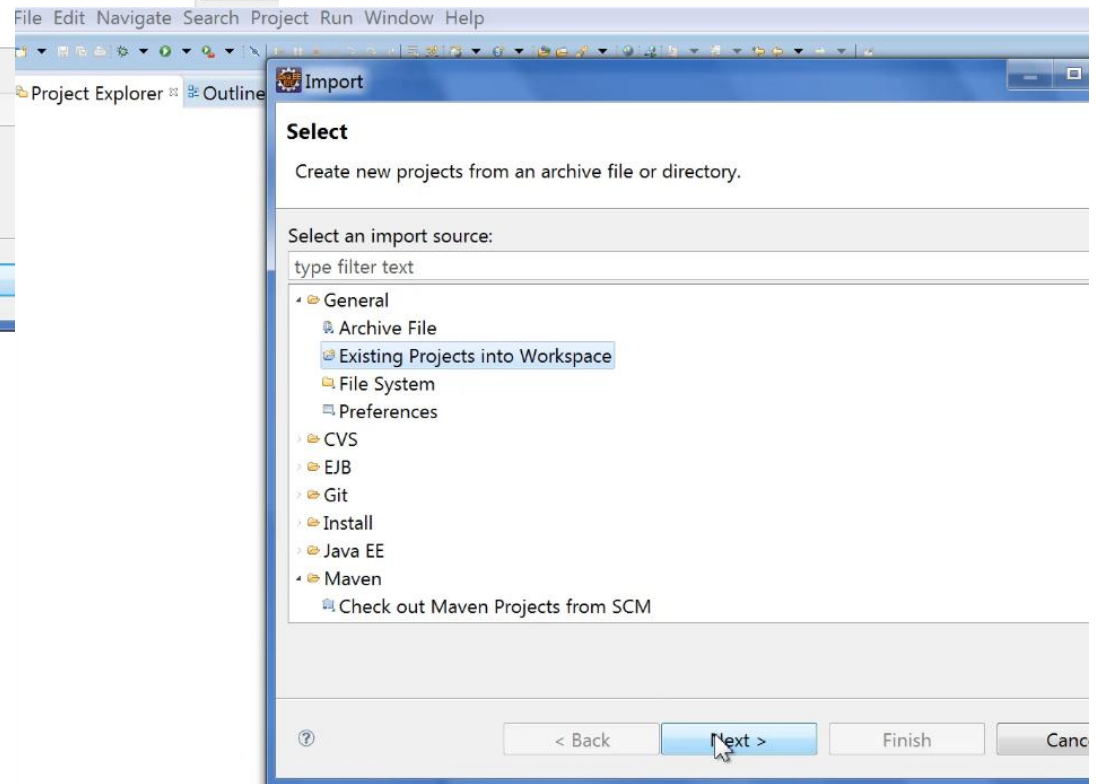 File Edit Navigate Search Project Run Window Help
Project Explorer Outline
Import
Select
Create new projects from an archive file or directory.
Select an import source:
type filter text
General
Archive File
Existing Projects into Workspace
File System
Preferences
CVS
EJB
Git
Install
Java EE
Maven
Check out Maven Projects from SCM
< Back Next > Finish Canc